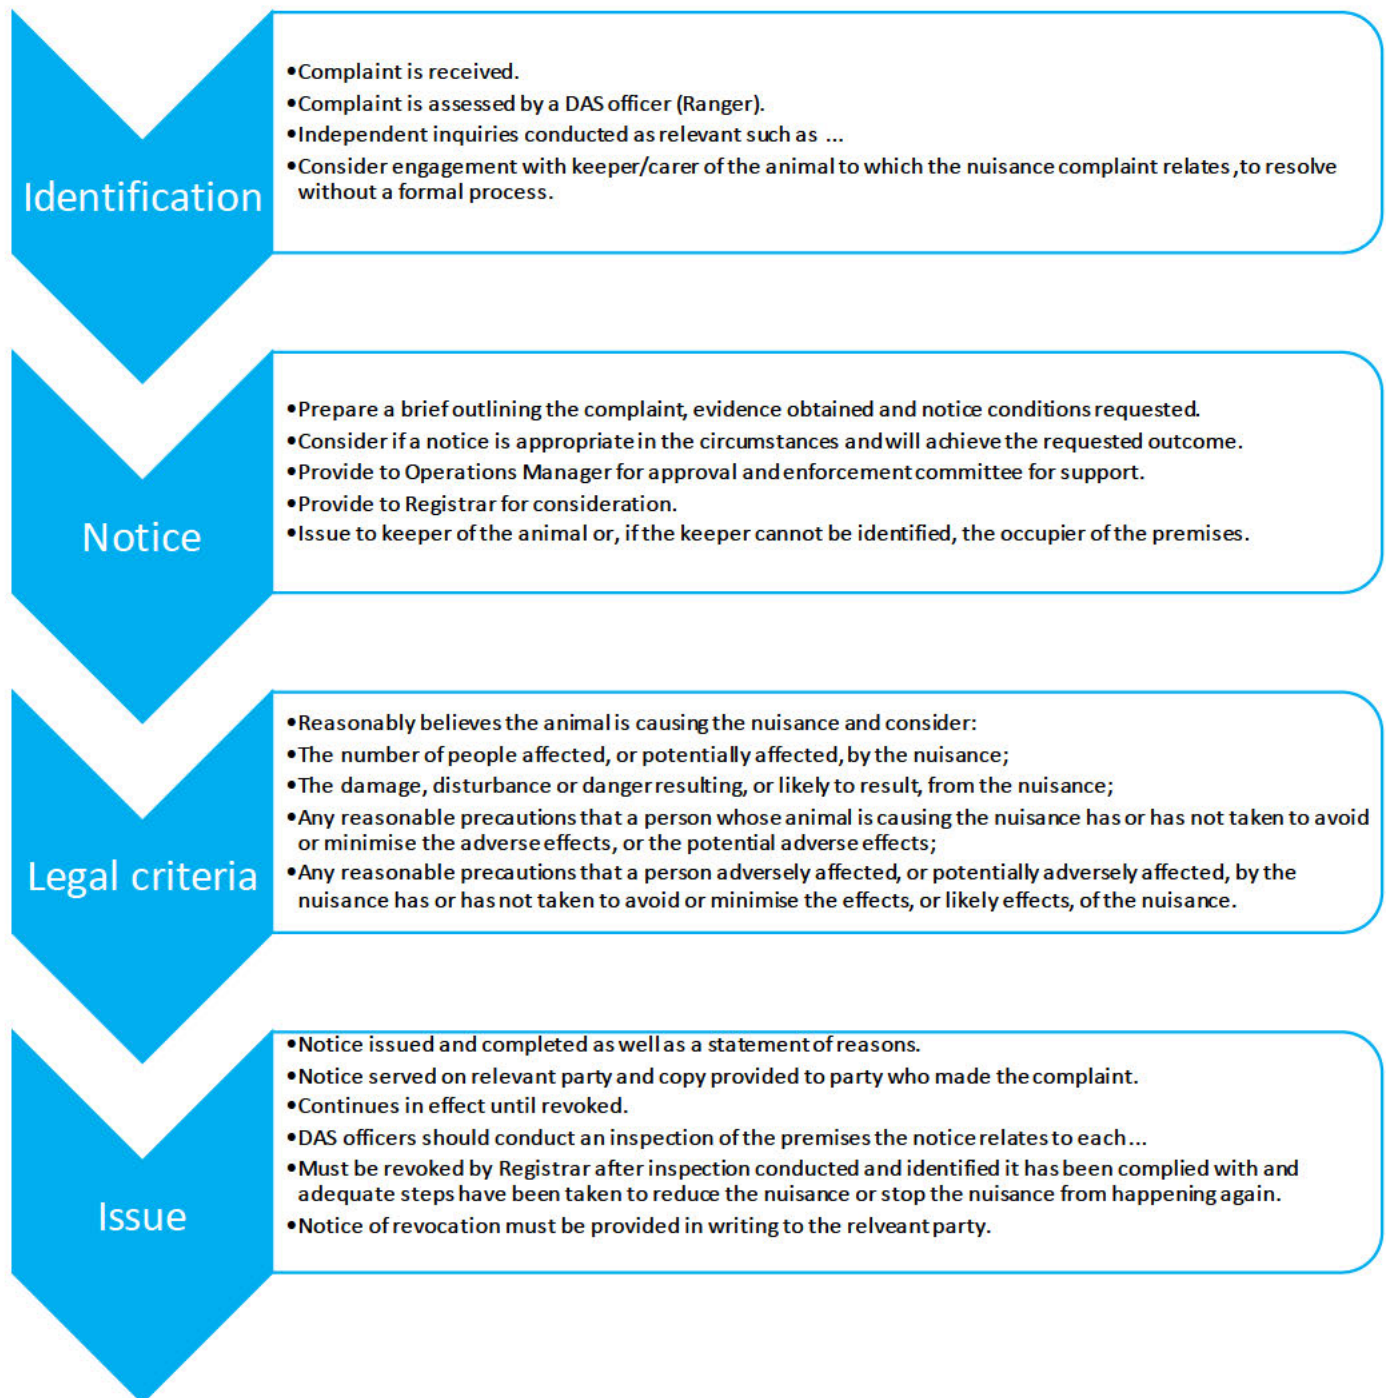 Identification
•Complaint is received.
•Complaint is assessed by a DAS officer (Ranger).
•Independent inquiries conducted as relevant such as ...
•Consider engagement with keeper/carer of the animal to which the nuisance complaint relates ,to resolve
without a formal process.
Notice
•Prepare a brief outlining the complaint, evidence obtained and notice conditions requested.
•Consider if a notice is appropriate in the circumstances and will achieve the requested outcome.
•Provide to Operations Manager for approval and enforcement committee for support.
•Provide to Registrar for consideration.
•Issue to keeper of the animal or, if the keeper cannot be identified, the occupier of the premises.
Legal criteria
•Reasonably believes the animal is causing the nuisance and consider:
•The number of people affected, or potentially affected, by the nuisance;
•The damage, disturbance or danger resulting, or likely to result, from the nuisance;
•Any reasonable precautions that a person whose animal is causing the nuisance has or has not taken to avoid
or minimise the adverse effects, or the potential adverse effects;
•Any reasonable precautions that a person adversely affected, or potentially adversely affected, by the
nuisance has or has not taken to avoid or minimise the effects, or likely effects, of the nuisance.
Issue
•Notice issued and completed as well as a statement of reasons.
•Notice served on relevant party and copy provided to party who made the complaint.
•Continues in effect until revoked.
•DAS officers should conduct an inspection of the premises the notice relates to each ...
•Must be revoked by Registrar after inspection conducted and identified it has been complied with and
adequate steps have been taken to reduce the nuisance or stop the nuisance from happening again.
•Notice of revocation must be provided in writing to the relveant party.